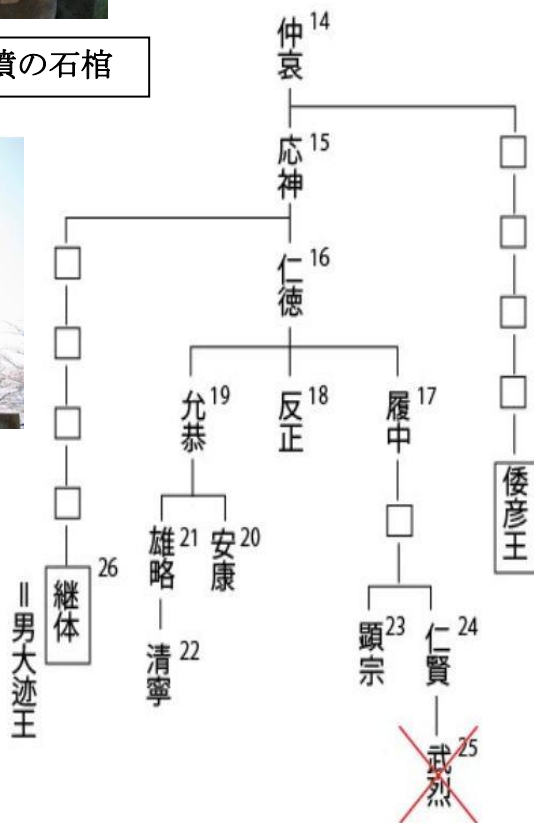 墳の石棺
仲哀 14
応神 15
仁徳 16
履中 17
反正 18
允恭 19
安康 20
雄略 21
清寧 22
顕宗 23
仁賢 24
武烈 25
継体 26
=男大迹王
倭彦王